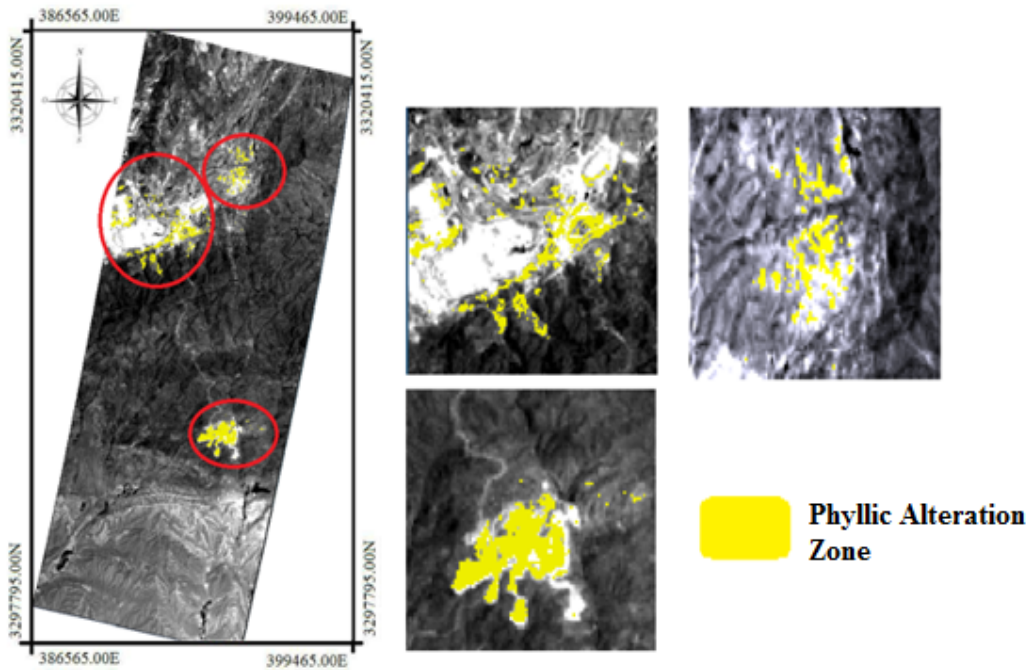 386565.00E 399465.00E
3320415.00N
3320415.00N
N
O E
S
3297795.00N
3297795.00N
386565.00E 399465.00E
Phyllic Alteration
Zone